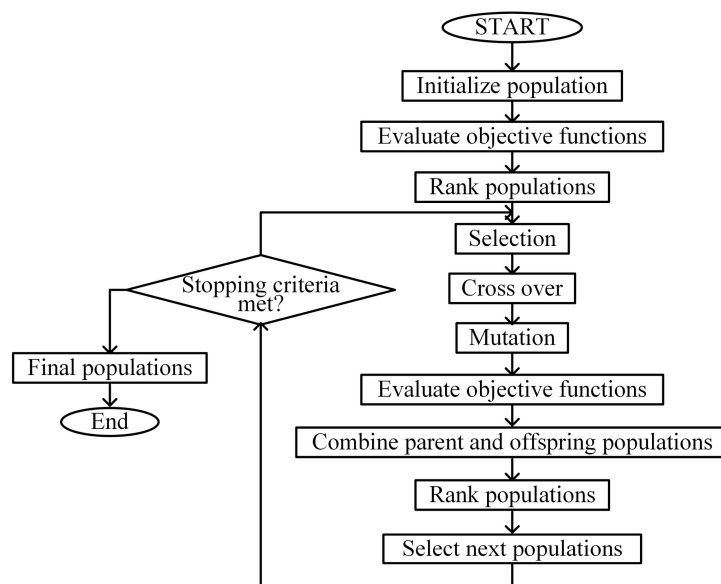 START
Initialize population
Evaluate objective functions
Rank populations
Selection
Cross over
Mutation
Evaluate objective functions
Combine parent and offspring populations
Rank populations
Select next populations
Stopping criteria
met?
Final populations
End